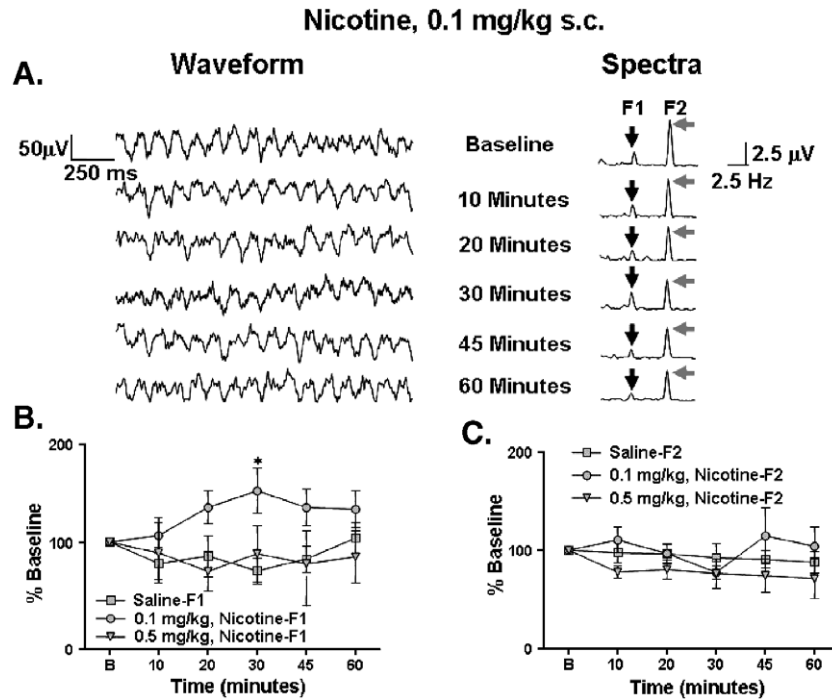 Nicotine, 0.1 mg/kg s.c.
Waveform
Spectra
A.
F1 F2
50µV
250 ms
Baseline
2.5 µV
2.5 Hz
10 Minutes
20 Minutes
30 Minutes
45 Minutes
60 Minutes
B.
200
100
0
% Baseline
*
Saline-F1
0.1 mg/kg, Nicotine-F1
0.5 mg/kg, Nicotine-F1
B 10 20 30 45 60
Time (minutes)
C.
200
100
0
% Baseline
Saline-F2
0.1 mg/kg, Nicotine-F2
0.5 mg/kg, Nicotine-F2
B 10 20 30 45 60
Time (minutes)